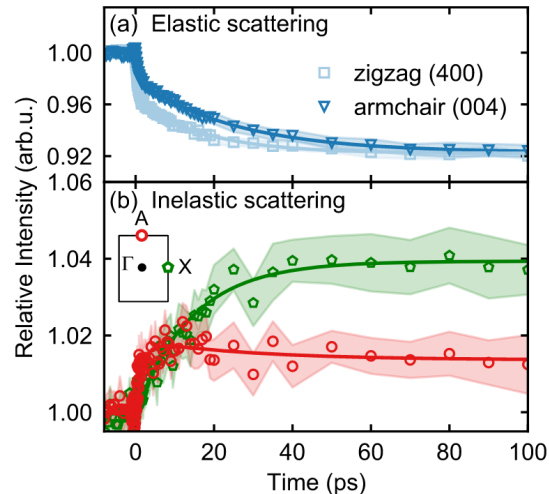 (a) Elastic scattering
1.00
0.96
0.92
zigzag (400)
armchair (004)
1.06
(b) Inelastic scattering
A
Γ
X
1.04
1.02
1.00
Relative Intensity (arb.u.)
0 20 40 60 80 100
Time (ps)